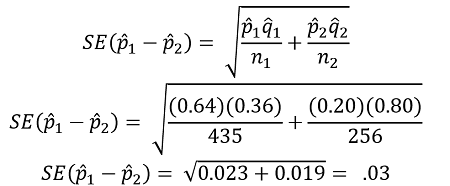 SE(p̂₁ − p̂₂) = √(p̂₁q̂₁/n₁ + p̂₂q̂₂/n₂)
SE(p̂₁ − p̂₂) = √((0.64)(0.36)/435 + (0.20)(0.80)/256)
SE(p̂₁ − p̂₂) = √(0.023 + 0.019) = .03